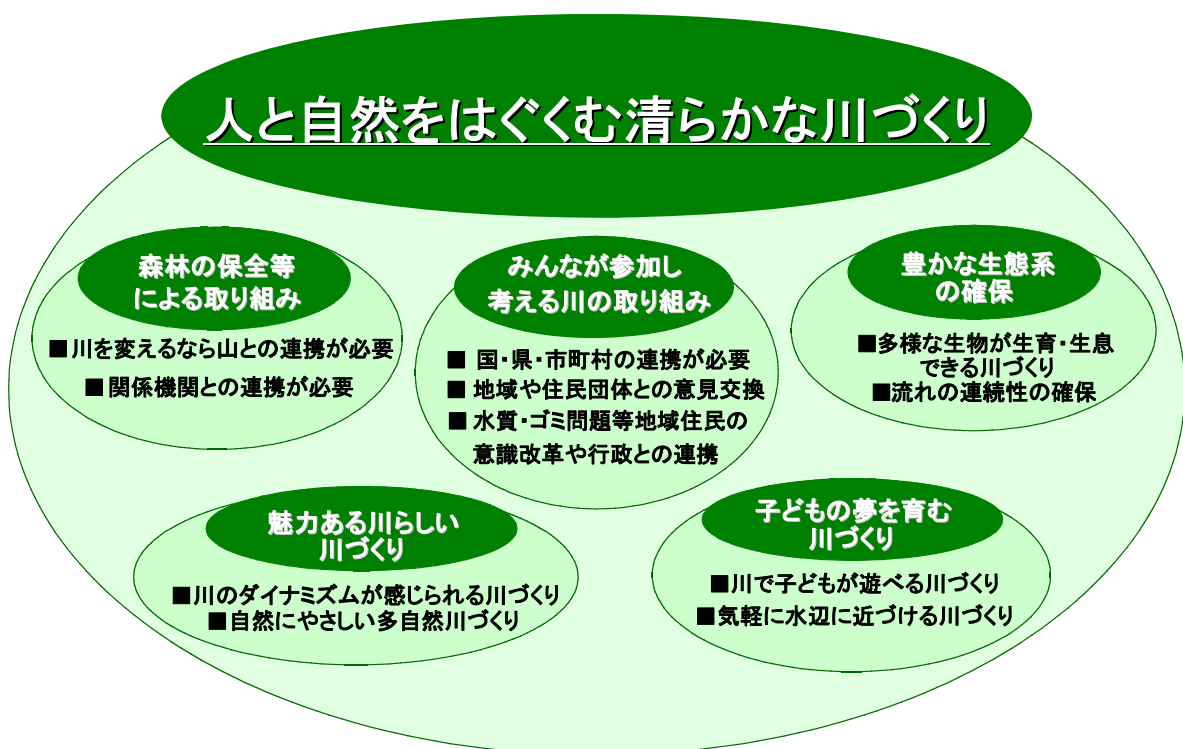 人と自然をはぐくむ清らかな川づくり
森林の保全等
による取り組み
■川を変えるなら山との連携が必要
■関係機関との連携が必要
みんなが参加し
考える川の取り組み
■ 国・県・市町村の連携が必要
■ 地域や住民団体との意見交換
■ 水質・ゴミ問題等地域住民の
意識改革や行政との連携
豊かな生態系
の確保
■多様な生物が生育・生息
できる川づくり
■流れの連続性の確保
魅力ある川らしい
川づくり
■川のダイナミズムが感じられる川づくり
■自然にやさしい多自然川づくり
子どもの夢を育む
川づくり
■川で子どもが遊べる川づくり
■気軽に水辺に近づける川づくり